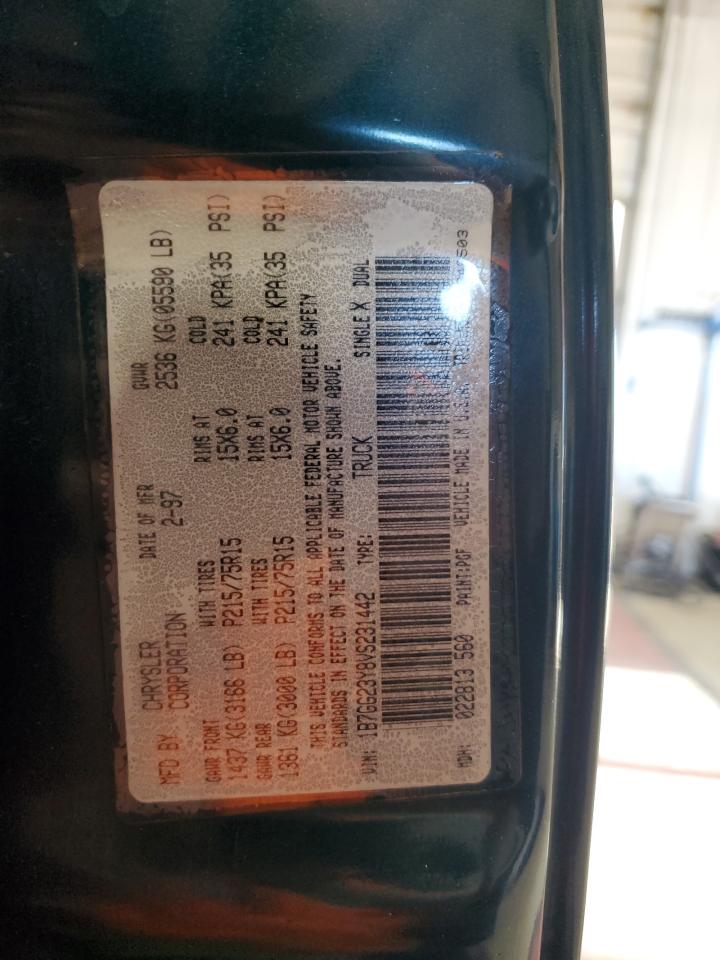 MFD BY CHRYSLER CORPORATION DATE OF MFR 2-97 GVWR 2536 KG(05590 LB)
GAWR FRONT WITH TIRES RIMS AT COLD
1437 KG(3166 LB) P215/75R15 15X6.0 241 KPA(35 PSI)
GAWR REAR WITH TIRES RIMS AT COLD
1361 KG(3000 LB) P215/75R15 15X6.0 241 KPA(35 PSI)
THIS VEHICLE CONFORMS TO ALL APPLICABLE FEDERAL MOTOR VEHICLE SAFETY
STANDARDS IN EFFECT ON THE DATE OF MANUFACTURE SHOWN ABOVE.
VIN: 1B7GG23Y8VS231442 TYPE: TRUCK SINGLE X DUAL
MDH: 022813 560 PAINT:PGF VEHICLE MADE IN U.S.A.